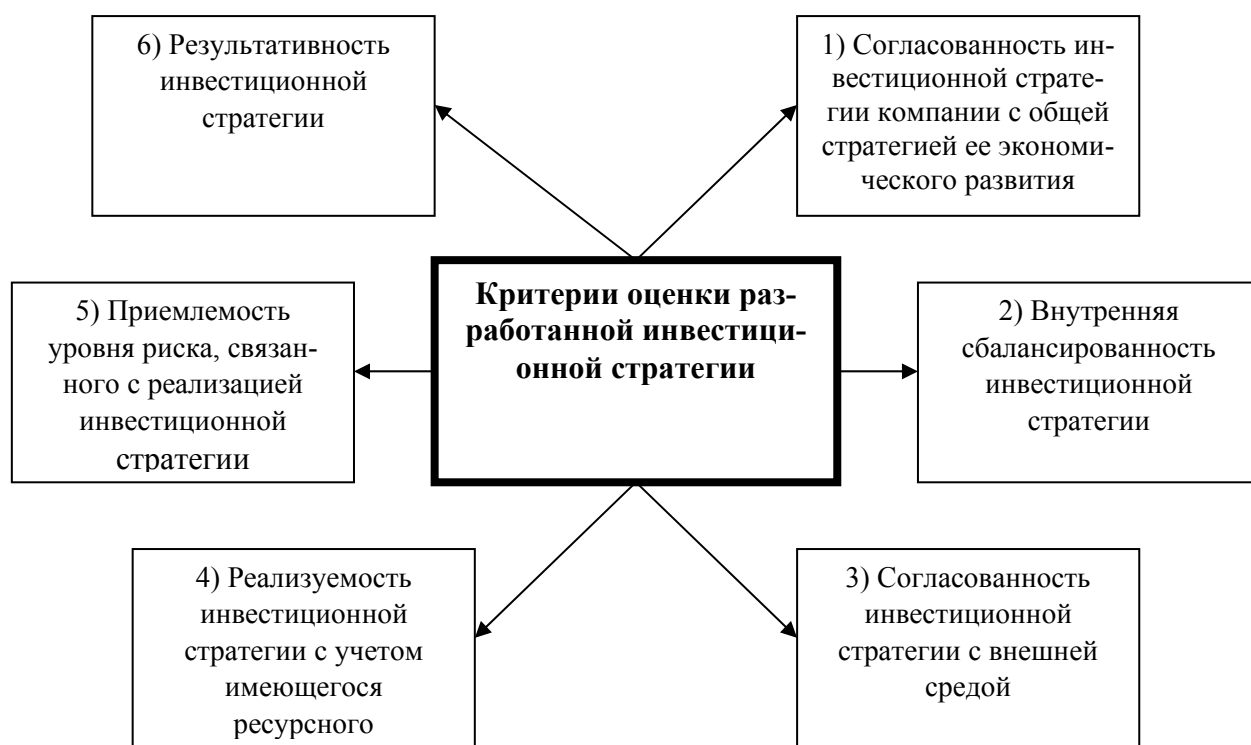 6) Результативность
инвестиционной
стратегии
1) Согласованность ин-
вестиционной страте-
гии компании с общей
стратегией ее экономи-
ческого развития
Критерии оценки раз-
работанной инвестици-
онной стратегии
5) Приемлемость
уровня риска, связан-
ного с реализацией
инвестиционной
стратегии
2) Внутренняя
сбалансированность
инвестиционной
стратегии
4) Реализуемость
инвестиционной
стратегии с учетом
имеющегося
ресурсного
3) Согласованность
инвестиционной
стратегии с внешней
средой